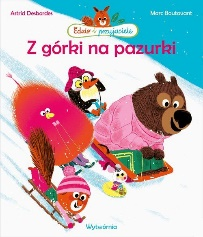 Edzio i przyjaciele
Astrid Desbordes
Marc Boutavant
Z górki na pazurki
Wytwórnia